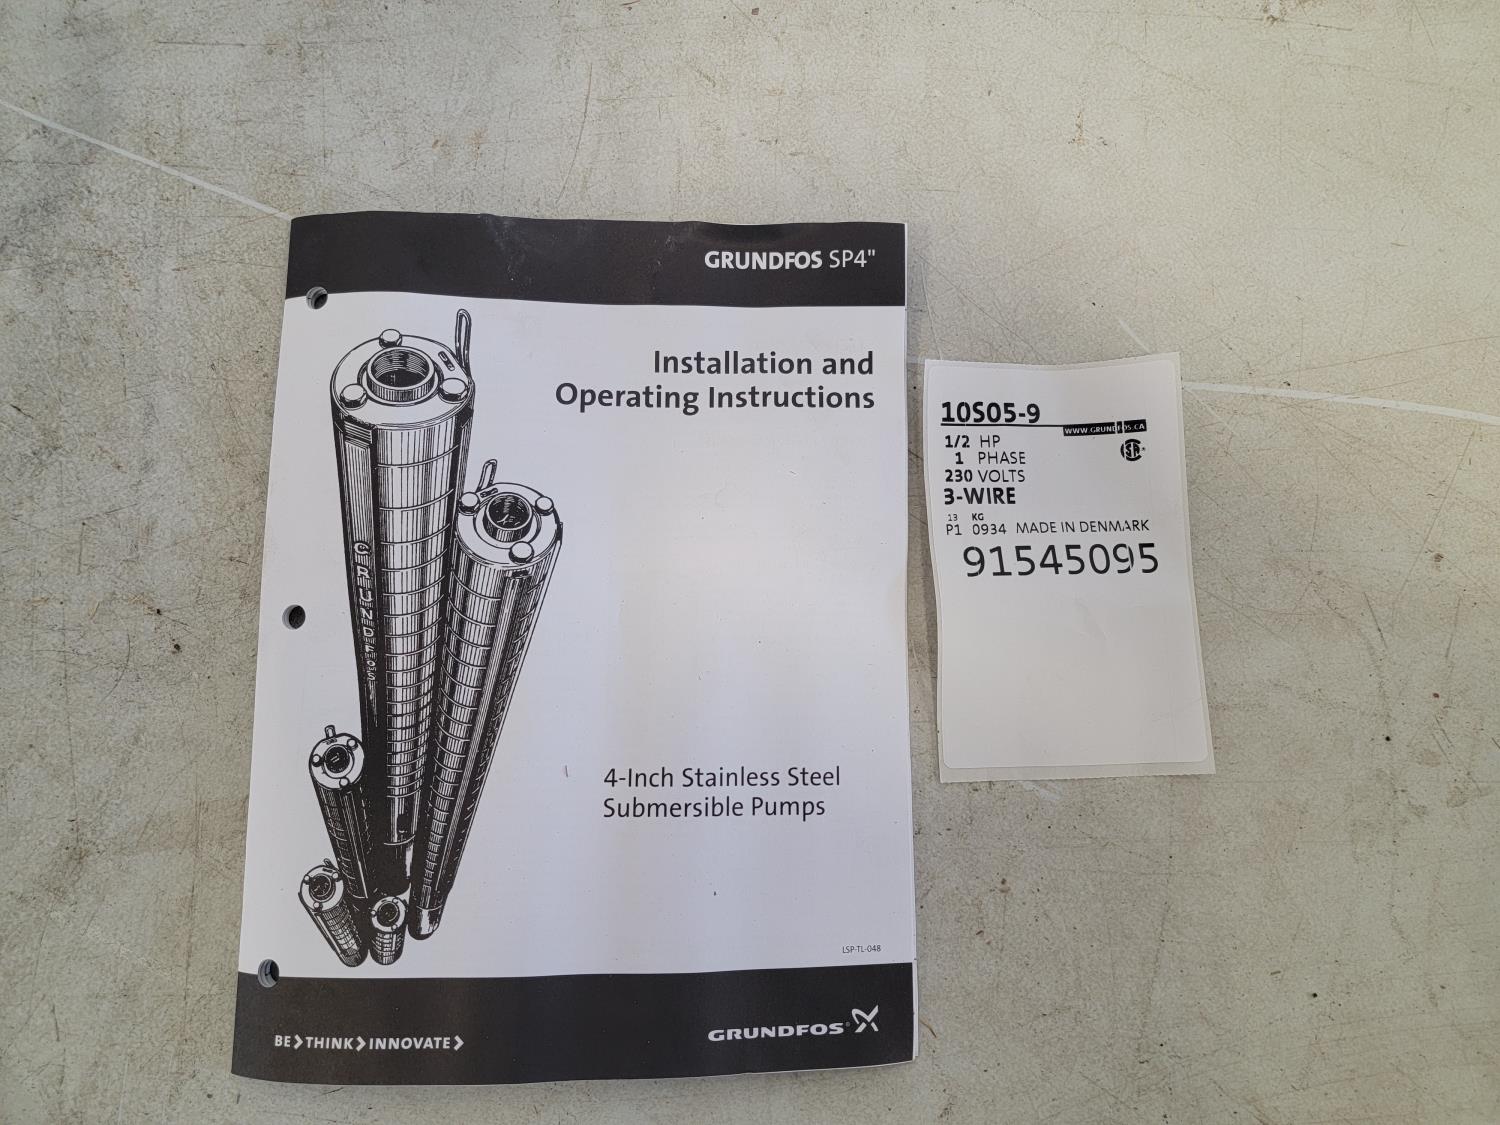 GRUNDFOS SP4"
Installation and
Operating Instructions
GRUNDFOS
4-Inch Stainless Steel
Submersible Pumps
LSP-TL-048
BE>THINK>INNOVATE>
GRUNDFOS
10S05-9
WWW.GRUNDFOS.CA
1/2 HP
1 PHASE
230 VOLTS
3-WIRE
13 KG
P1 0934 MADE IN DENMARK
91545095